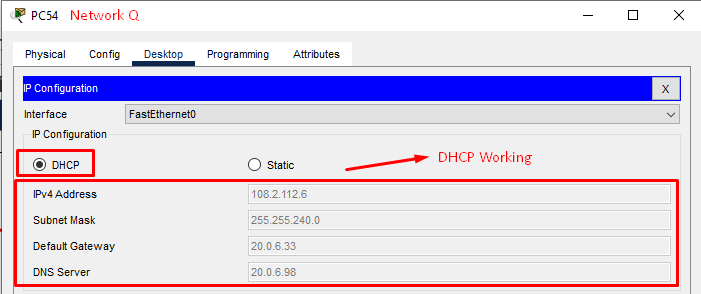 PC54 Network Q
Physical Config Desktop Programming Attributes
IP Configuration X
Interface FastEthernet0
IP Configuration
DHCP Static DHCP Working
IPv4 Address 108.2.112.6
Subnet Mask 255.255.240.0
Default Gateway 20.0.6.33
DNS Server 20.0.6.98